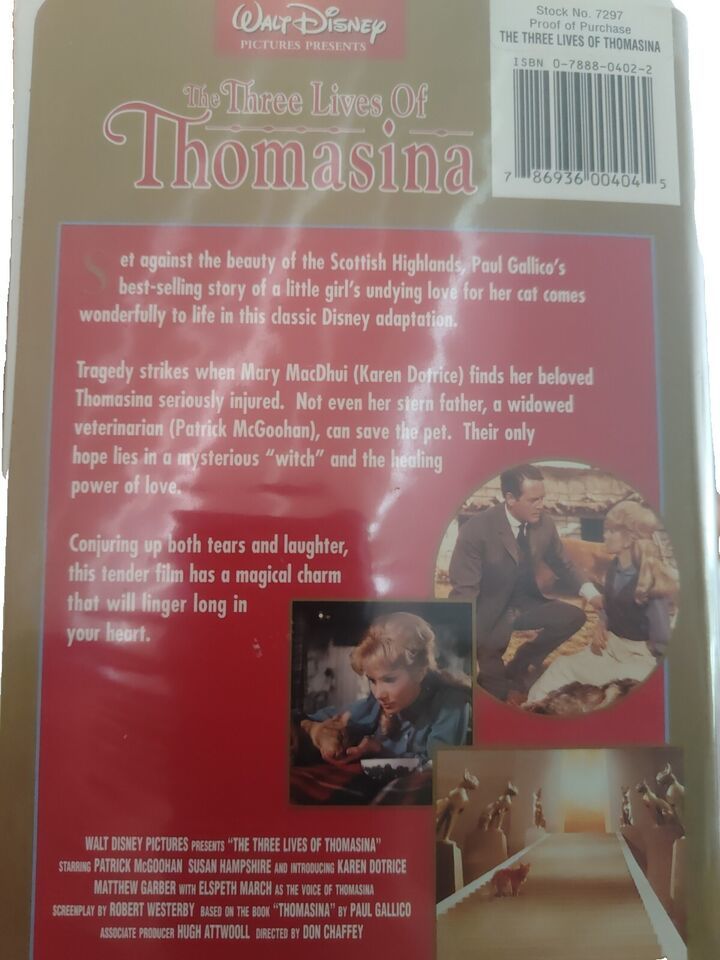 WALT DISNEY
PICTURES PRESENTS
Stock No. 7297
Proof of Purchase
THE THREE LIVES OF THOMASINA
ISBN 0-7888-0402-2
7 86936 00404 5
The Three Lives Of
Thomasina
Set against the beauty of the Scottish Highlands, Paul Gallico's
best-selling story of a little girl's undying love for her cat comes
wonderfully to life in this classic Disney adaptation.
Tragedy strikes when Mary MacDhui (Karen Dotrice) finds her beloved
Thomasina seriously injured. Not even her stern father, a widowed
veterinarian (Patrick McGoohan), can save the pet. Their only
hope lies in a mysterious "witch" and the healing
power of love.
Conjuring up both tears and laughter,
this tender film has a magical charm
that will linger long in
your heart.
WALT DISNEY PICTURES PRESENTS "THE THREE LIVES OF THOMASINA"
STARRING PATRICK McGOOHAN SUSAN HAMPSHIRE AND INTRODUCING KAREN DOTRICE
MATTHEW GARBER WITH ELSPETH MARCH AS THE VOICE OF THOMASINA
SCREENPLAY BY ROBERT WESTERBY BASED ON THE BOOK "THOMASINA" BY PAUL GALLICO
ASSOCIATE PRODUCER HUGH ATTWOOLL DIRECTED BY DON CHAFFEY